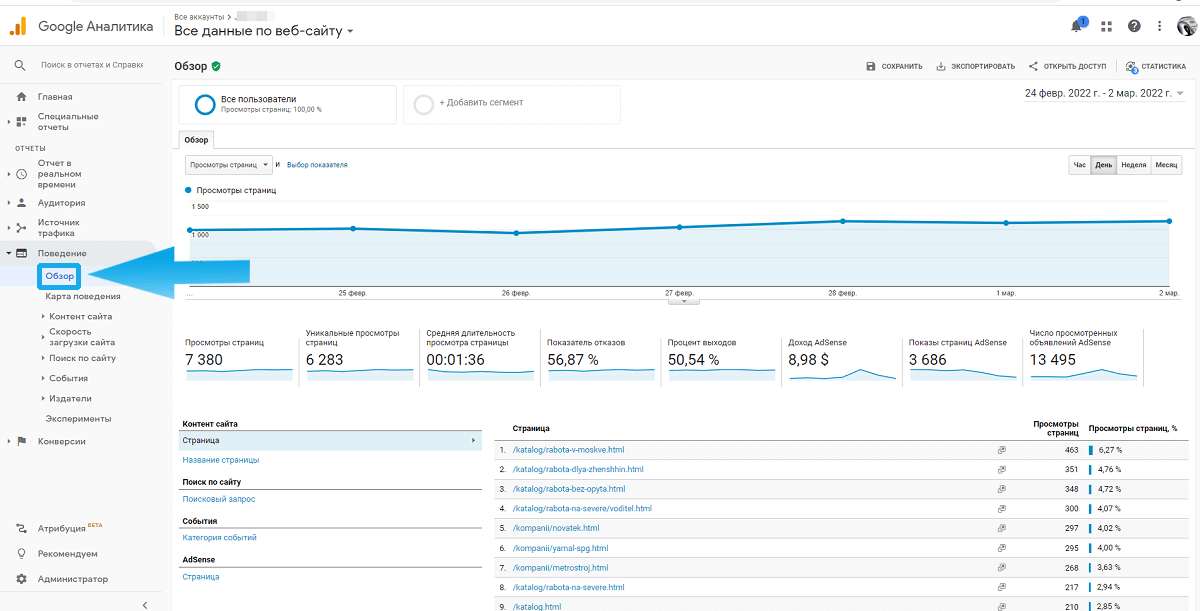 Google Аналитика
Все аккаунты >
Все данные по веб-сайту
1
Поиск в отчетах и Справке
Обзор
СОХРАНИТЬ
ЭКСПОРТИРОВАТЬ
ОТКРЫТЬ ДОСТУП
СТАТИСТИКА
Главная
Специальные
отчеты
ОТЧЕТЫ
Отчет в
реальном
времени
Аудитория
Источник
трафика
Поведение
Обзор
Карта поведения
Контент сайта
Скорость
загрузки сайта
Поиск по сайту
События
Издатели
Эксперименты
Конверсии
Атрибуция БЕТА
Рекомендуем
Администратор
Все пользователи
Просмотры страниц: 100,00 %
+ Добавить сегмент
24 февр. 2022 г. - 2 мар. 2022 г.
Обзор
Просмотры страниц и Выбор показателя
Час День Неделя Месяц
Просмотры страниц
1 500
1 000
... 25 февр. 26 февр. 27 февр. 28 февр. 1 мар. 2 мар.
Просмотры страниц
7 380
Уникальные просмотры
страниц
6 283
Средняя длительность
просмотра страницы
00:01:36
Показатель отказов
56,87 %
Процент выходов
50,54 %
Доход AdSense
8,98 $
Показы страниц AdSense
3 686
Число просмотренных
объявлений AdSense
13 495
Контент сайта
Страница
Название страницы
Поиск по сайту
Поисковый запрос
События
Категория событий
AdSense
Страница
Страница Просмотры страниц Просмотры страниц, %
1. /katalog/rabota-v-moskve.html 463 6,27 %
2. /katalog/rabota-dlya-zhenshhin.html 351 4,76 %
3. /katalog/rabota-bez-opyta.html 348 4,72 %
4. /katalog/rabota-na-severe/voditel.html 300 4,07 %
5. /kompanii/novatek.html 297 4,02 %
6. /kompanii/yamal-spg.html 295 4,00 %
7. /kompanii/metrostroj.html 268 3,63 %
8. /katalog/rabota-na-severe.html 217 2,94 %
9. /katalog.html 210 2,85 %